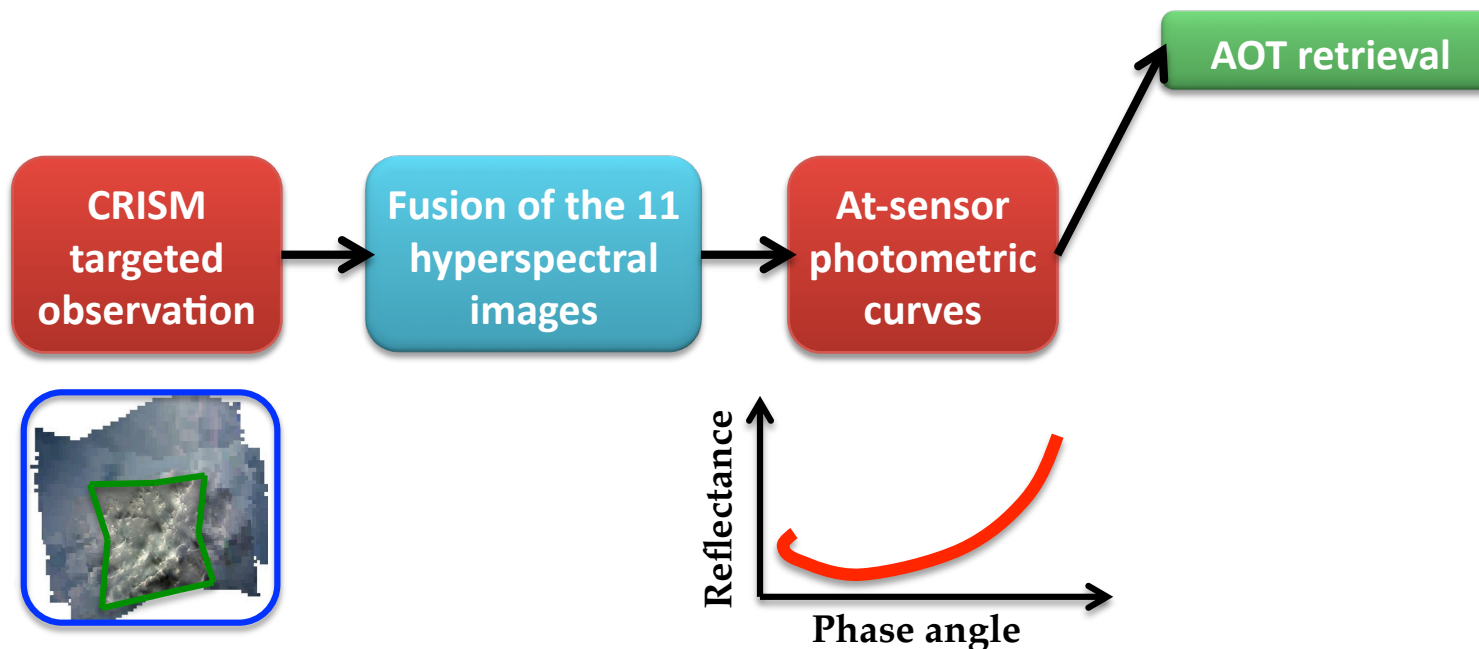 AOT retrieval
CRISM
targeted
observation
Fusion of the 11
hyperspectral
images
At-sensor
photometric
curves
Reflectance
Phase angle